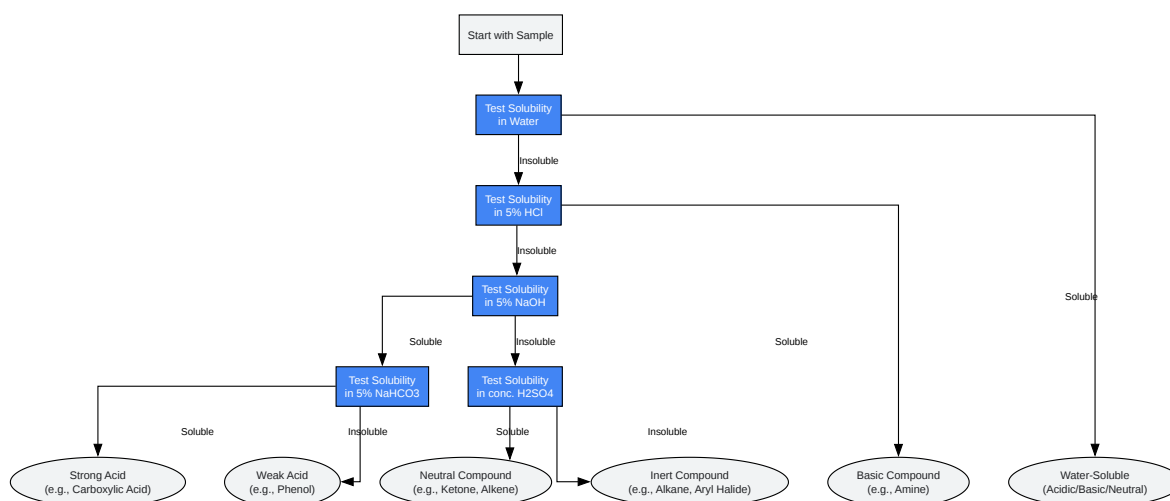 Start with Sample
Test Solubility
in Water
Insoluble
Test Solubility
in 5% HCl
Insoluble
Test Solubility
in 5% NaOH
Soluble
Soluble
Insoluble
Soluble
Test Solubility
in 5% NaHCO3
Test Solubility
in conc. H2SO4
Soluble
Insoluble
Soluble
Insoluble
Strong Acid
(e.g., Carboxylic Acid)
Weak Acid
(e.g., Phenol)
Neutral Compound
(e.g., Ketone, Alkene)
Inert Compound
(e.g., Alkane, Aryl Halide)
Basic Compound
(e.g., Amine)
Water-Soluble
(Acidic/Basic/Neutral)